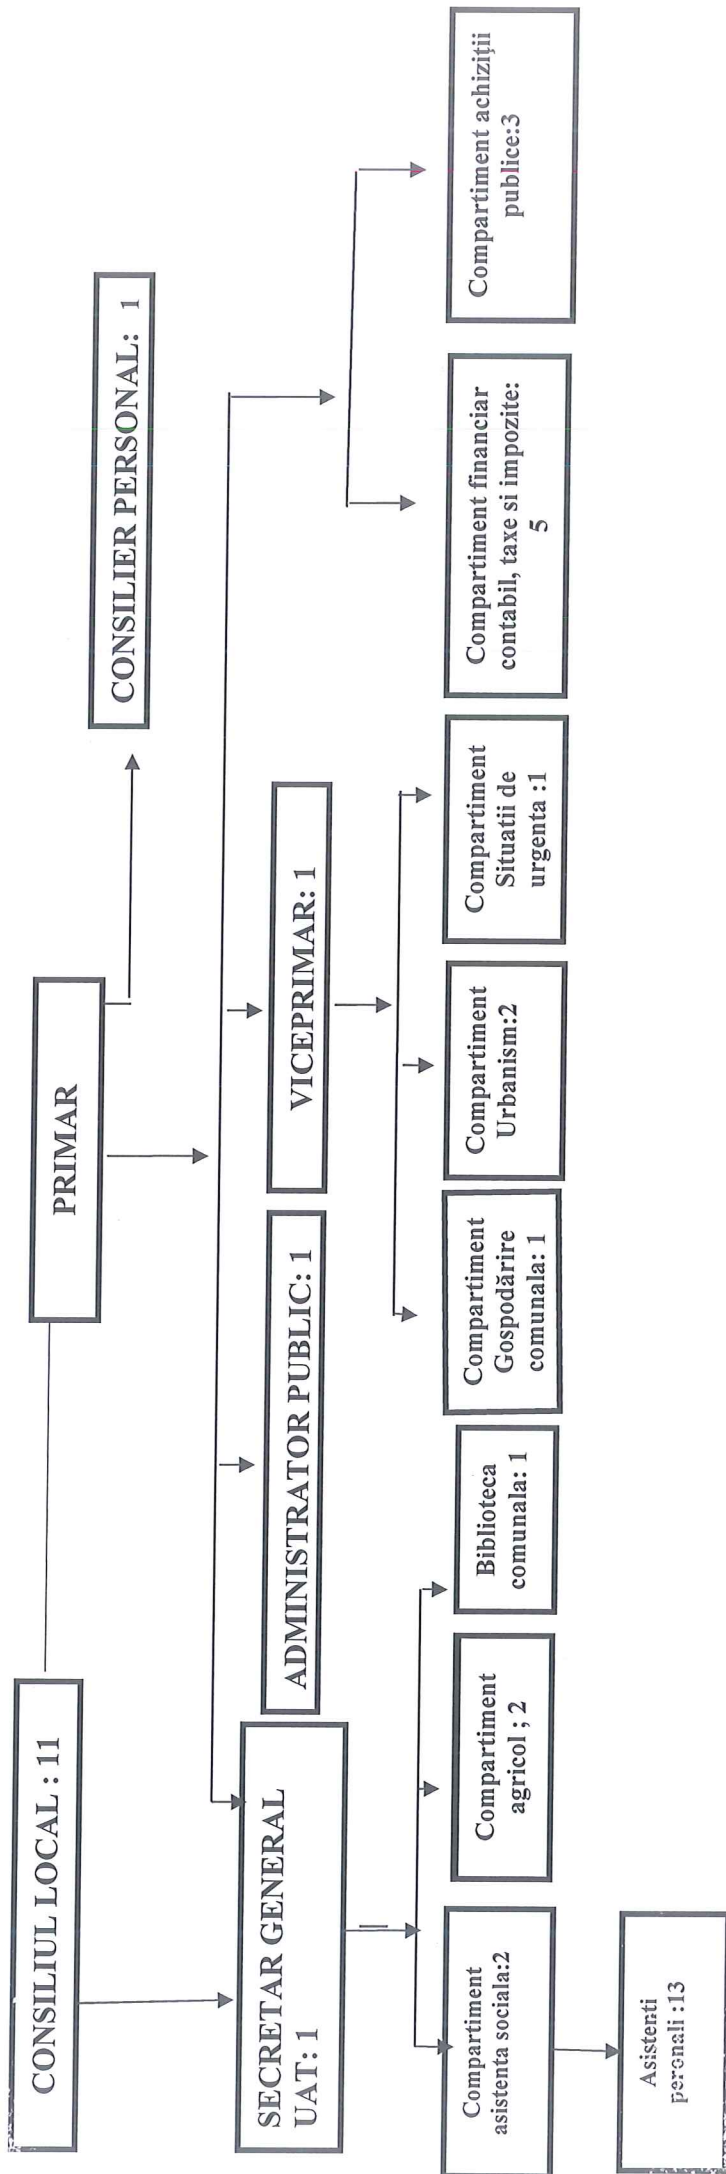 CONSILIUL LOCAL : 11
PRIMAR
CONSILIER PERSONAL: 1
SECRETAR GENERAL
UAT: 1
ADMINISTRATOR PUBLIC: 1
VICEPRIMAR: 1
Compartiment
asistenta sociala:2
Compartiment
agricol ; 2
Biblioteca
comunala: 1
Compartiment
Gospodărire
comunala: 1
Compartiment
Urbanism:2
Compartiment
Situatii de
urgenta :1
Compartiment financiar
contabil, taxe si impozite:
5
Compartiment achiziţii
publice:3
Asistenti
peronali :13